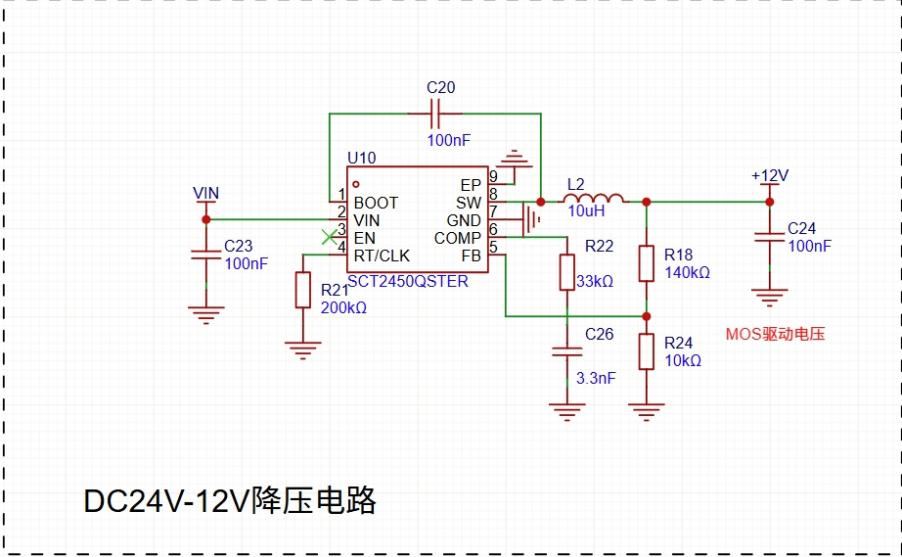 C20
100nF
U10
1
BOOT
2
VIN
3
EN
4
RT/CLK
EP
9
SW
8
GND
7
COMP
6
FB
5
SCT2450QSTER
VIN
C23
100nF
R21
200kΩ
L2
10uH
R22
33kΩ
C26
3.3nF
R18
140kΩ
R24
10kΩ
+12V
C24
100nF
MOS驱动电压
DC24V-12V降压电路